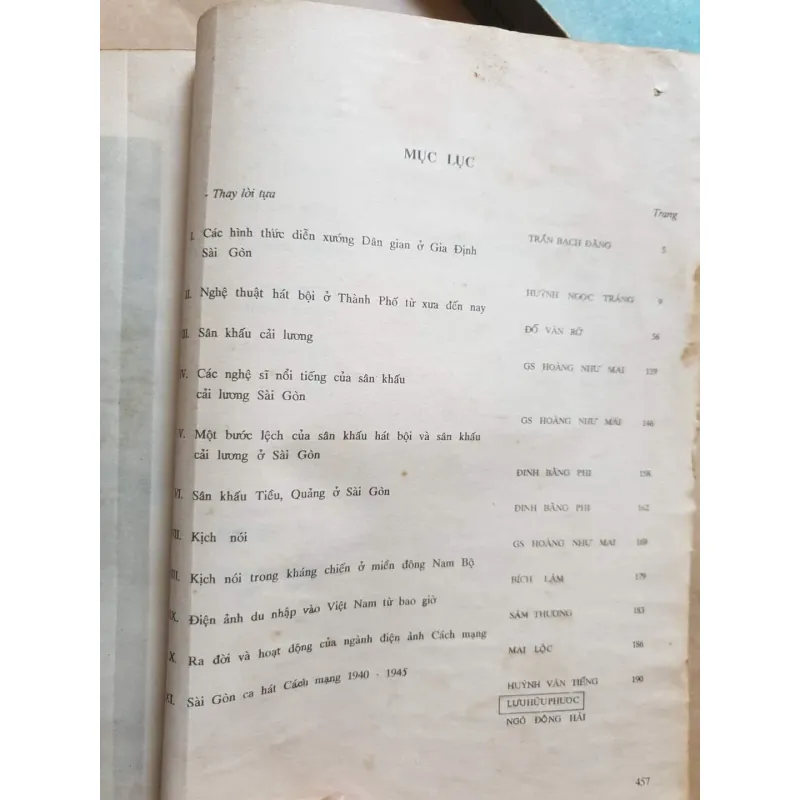 MỤC LỤC
- Thay lời tựa
Trang
TRẦN BẠCH ĐẰNG 5
I. Các hình thức diễn xướng Dân gian ở Gia Định
Sài Gòn
HUỲNH NGỌC TRẢNG 9
II. Nghệ thuật hát bội ở Thành Phố từ xưa đến nay
ĐỖ VĂN RỠ 56
III. Sân khấu cải lương
GS HOÀNG NHƯ MAI 139
IV. Các nghệ sĩ nổi tiếng của sân khấu
cải lương Sài Gòn
GS HOÀNG NHƯ MAI 146
V. Một bước lệch của sân khấu hát bội và sân khấu
cải lương ở Sài Gòn
ĐINH BẰNG PHI 158
VI. Sân khấu Tiều, Quảng ở Sài Gòn
ĐINH BẰNG PHI 162
VII. Kịch nói
GS HOÀNG NHƯ MAI 169
VIII. Kịch nói trong kháng chiến ở miền đông Nam Bộ
BÍCH LÂM 179
IX. Điện ảnh du nhập vào Việt Nam từ bao giờ
SÂM THƯƠNG 183
X. Ra đời và hoạt động của ngành điện ảnh Cách mạng
MAI LỘC 186
XI. Sài Gòn ca hát Cách mạng 1940 - 1945
HUỲNH VĂN TIỂNG 190
LƯU HỮU PHƯỚC
NGÔ ĐÔNG HẢI
457